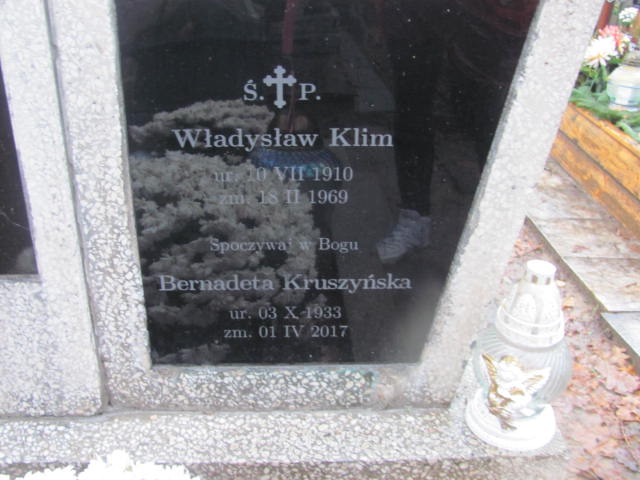 Ś. P.
Władysław Klim
ur. 10 VII 1910
zm. 18 II 1969
Spoczywaj w Bogu
Bernadeta Kruszyńska
ur. 03 X 1933
zm. 01 IV 2017